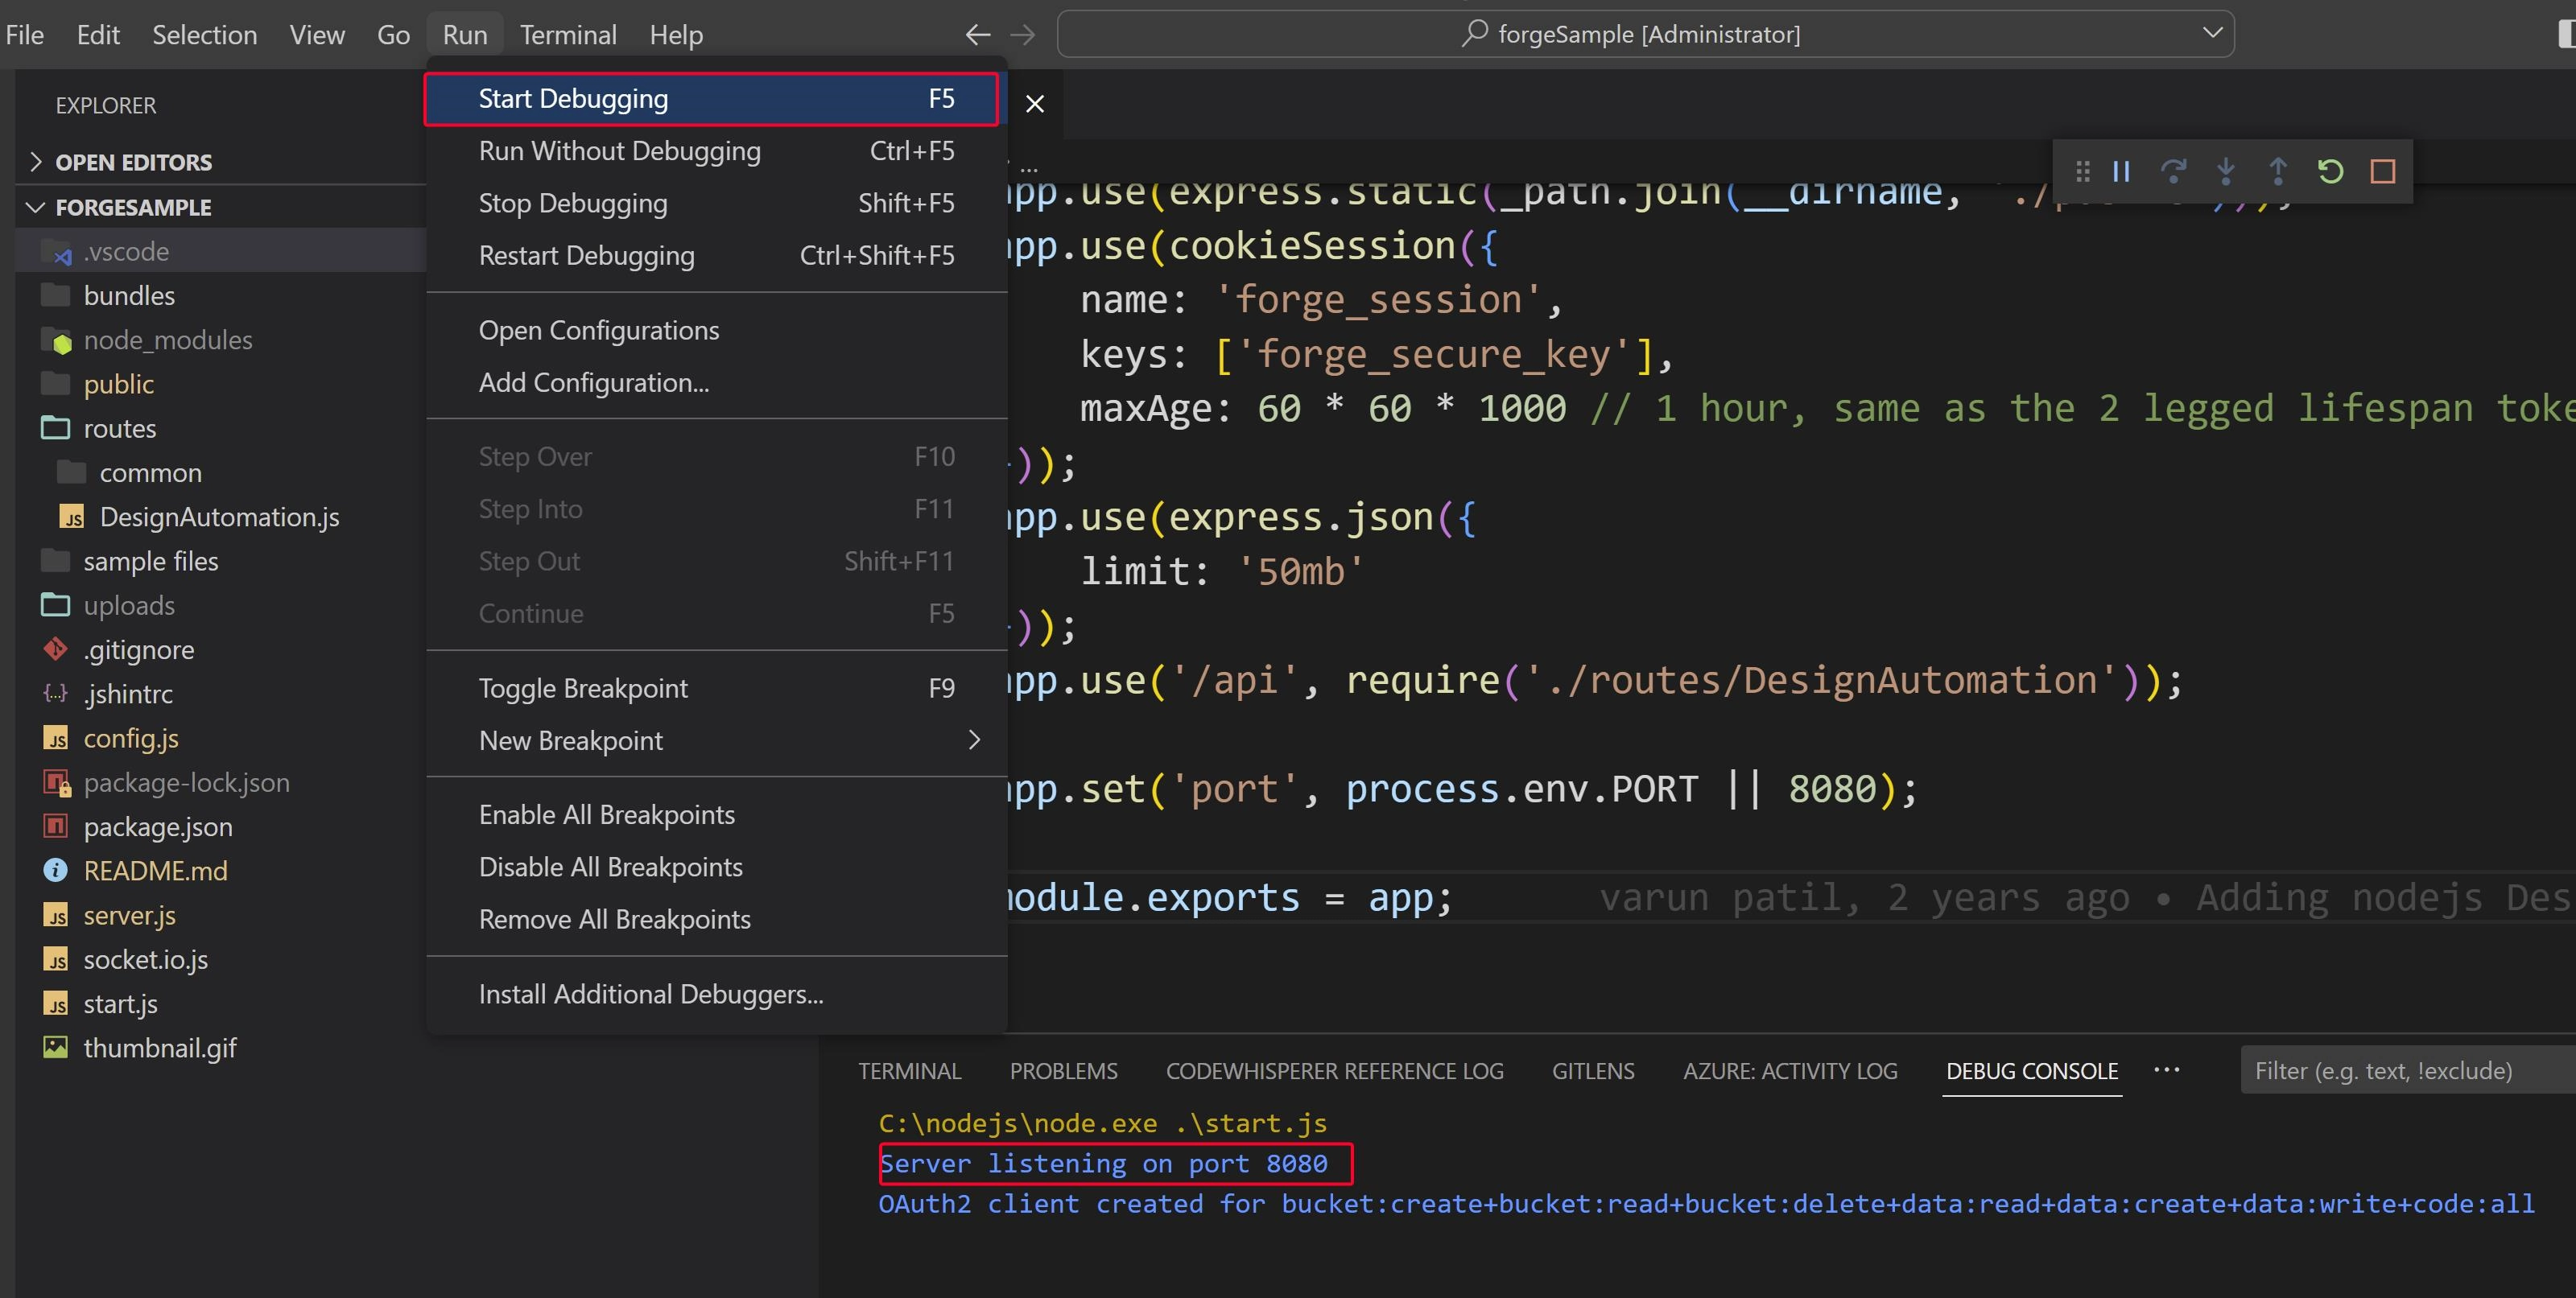 File Edit Selection View Go Run Terminal Help
forgeSample [Administrator]
EXPLORER
OPEN EDITORS
FORGESAMPLE
.vscode
bundles
node_modules
public
routes
common
DesignAutomation.js
sample files
uploads
.gitignore
.jshintrc
config.js
package-lock.json
package.json
README.md
server.js
socket.io.js
start.js
thumbnail.gif
Start Debugging F5
Run Without Debugging Ctrl+F5
Stop Debugging Shift+F5
Restart Debugging Ctrl+Shift+F5
Open Configurations
Add Configuration...
Step Over F10
Step Into F11
Step Out Shift+F11
Continue F5
Toggle Breakpoint F9
New Breakpoint
Enable All Breakpoints
Disable All Breakpoints
Remove All Breakpoints
Install Additional Debuggers...
...
pp.use(express.static(_path.join(__dirname,
pp.use(cookieSession({
name: 'forge_session',
keys: ['forge_secure_key'],
maxAge: 60 * 60 * 1000 // 1 hour, same as the 2 legged lifespan toke
));
pp.use(express.json({
limit: '50mb'
));
pp.use('/api', require('./routes/DesignAutomation'));
pp.set('port', process.env.PORT || 8080);
odule.exports = app; varun patil, 2 years ago • Adding nodejs Des
TERMINAL PROBLEMS CODEWHISPERER REFERENCE LOG GITLENS AZURE: ACTIVITY LOG DEBUG CONSOLE ... Filter (e.g. text, !exclude)
C:\nodejs\node.exe .\start.js
Server listening on port 8080
OAuth2 client created for bucket:create+bucket:read+bucket:delete+data:read+data:create+data:write+code:all